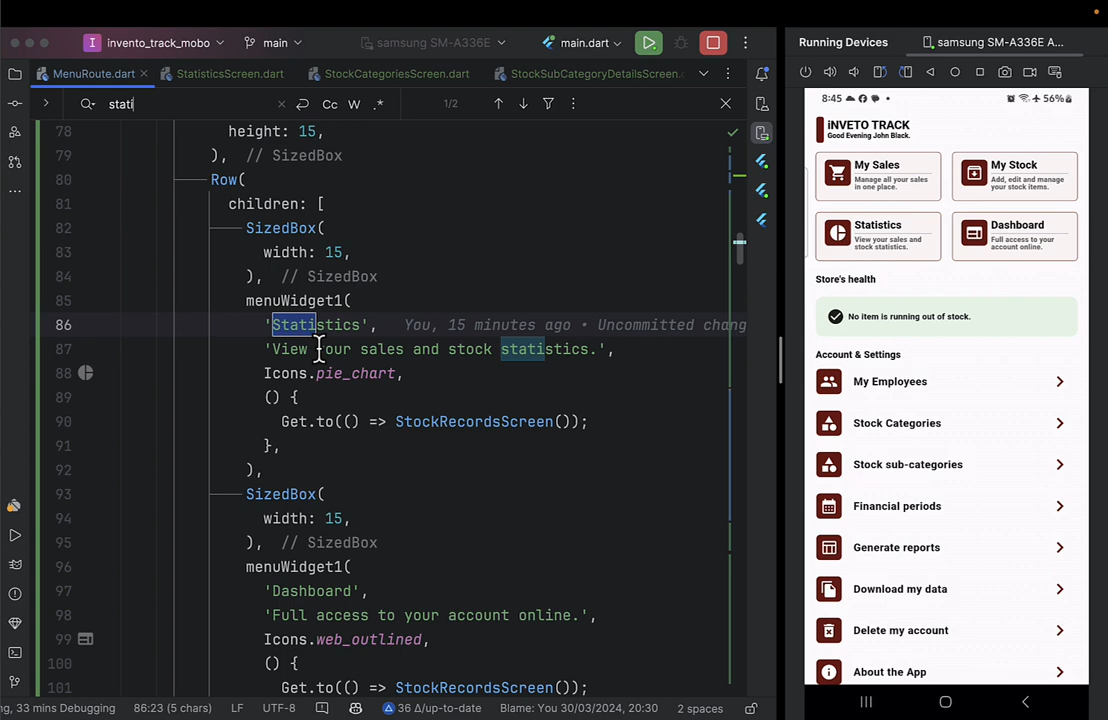 invento_track_mobo
main
samsung SM-A336E
main.dart
MenuRoute.dart
StatisticsScreen.dart
StockCategoriesScreen.dart
StockSubCategoryDetailsScreen.
stati
Cc W .*
1/2
78 height: 15,
79 ), // SizedBox
80 Row(
81 children: [
82 SizedBox(
83 width: 15,
84 ), // SizedBox
85 menuWidget1(
86 'Statistics', You, 15 minutes ago • Uncommitted chang
87 'View your sales and stock statistics.',
88 Icons.pie_chart,
89 () {
90 Get.to(() => StockRecordsScreen());
91 },
92 ),
93 SizedBox(
94 width: 15,
95 ), // SizedBox
96 menuWidget1(
97 'Dashboard',
98 'Full access to your account online.',
99 Icons.web_outlined,
100 () {
101 Get.to(() => StockRecordsScreen());
ng, 33 mins Debugging 86:23 (5 chars) LF UTF-8 36 Δ/up-to-date Blame: You 30/03/2024, 20:30 2 spaces
Running Devices
samsung SM-A336E A...
8:45
56%
iNVETO TRACK
Good Evening John Black.
My Sales
Manage all your sales
in one place.
My Stock
Add, edit and manage
your stock items.
Statistics
View your sales and
stock statistics.
Dashboard
Full access to your
account online.
Store's health
No item is running out of stock.
Account & Settings
My Employees
Stock Categories
Stock sub-categories
Financial periods
Generate reports
Download my data
Delete my account
About the App